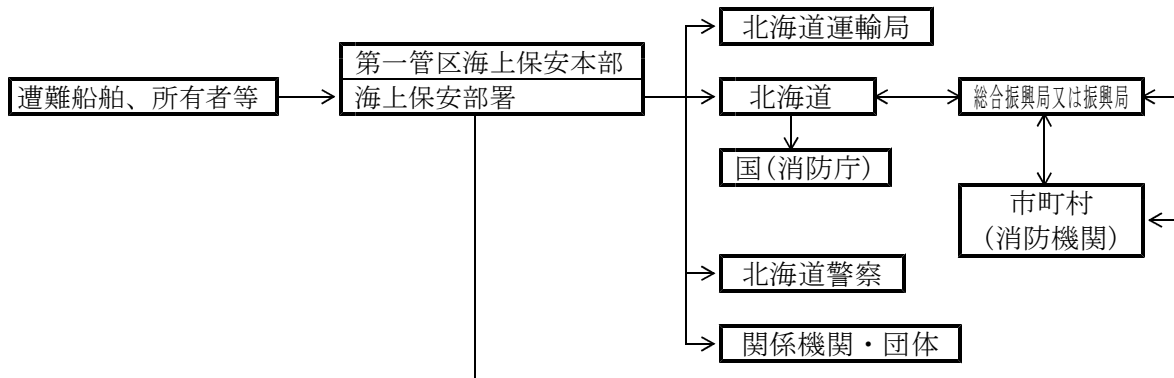 北海道運輸局
第一管区海上保安本部
遭難船舶、所有者等
海上保安部署
北海道
総合振興局又は振興局
国(消防庁)
市町村
(消防機関)
北海道警察
関係機関・団体